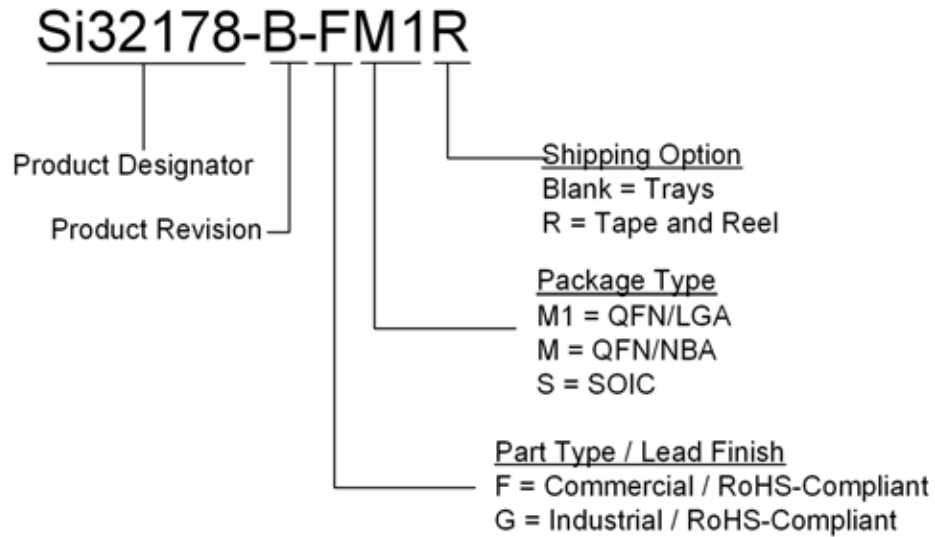 Si32178-B-FM1R
Product Designator
Product Revision
Shipping Option
Blank = Trays
R = Tape and Reel
Package Type
M1 = QFN/LGA
M = QFN/NBA
S = SOIC
Part Type / Lead Finish
F = Commercial / RoHS-Compliant
G = Industrial / RoHS-Compliant